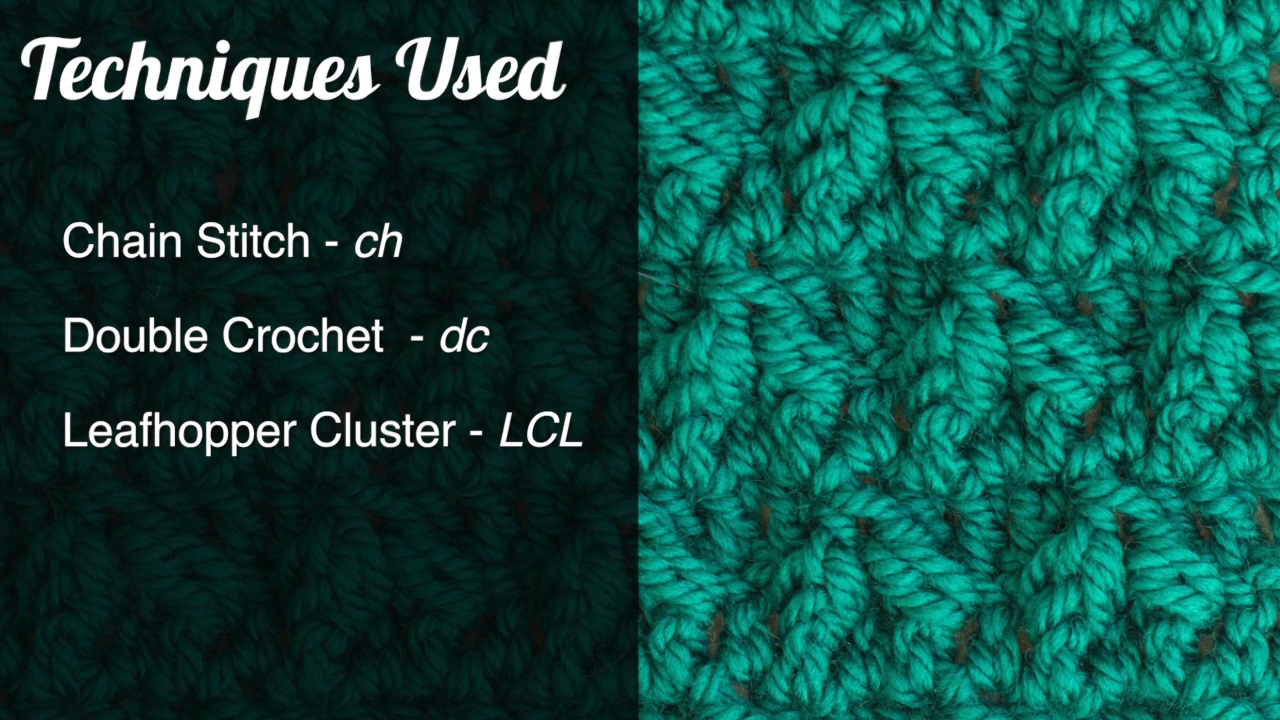 Techniques Used
Chain Stitch - ch
Double Crochet  - dc
Leafhopper Cluster - LCL